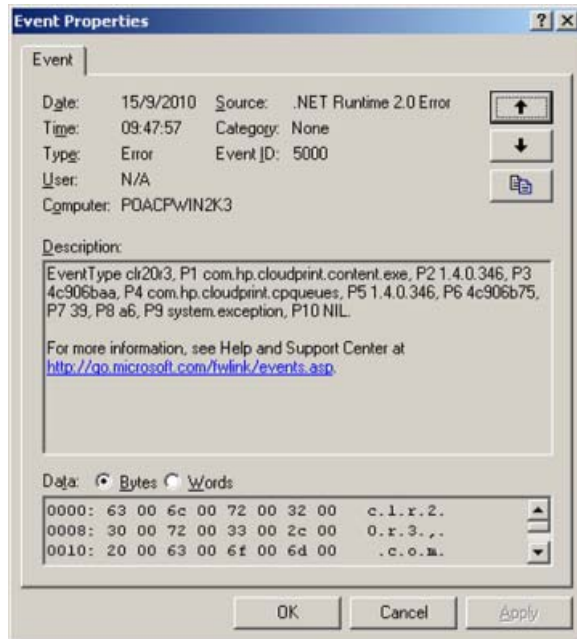 Event Properties
Event
Date: 15/9/2010 Source: .NET Runtime 2.0 Error
Time: 09:47:57 Category: None
Type: Error Event ID: 5000
User: N/A
Computer: POACPWIN2K3
Description:
EventType clr20r3, P1 com.hp.cloudprint.content.exe, P2 1.4.0.346, P3
4c906baa, P4 com.hp.cloudprint.cpqueues, P5 1.4.0.346, P6 4c906b75,
P7 39, P8 a6, P9 system.exception, P10 NIL.
For more information, see Help and Support Center at
http://go.microsoft.com/fwlink/events.asp.
Data: Bytes Words
0000: 63 00 6c 00 72 00 32 00 c.l.r.2.
0008: 30 00 72 00 33 00 2c 00 0.r.3.,.
0010: 20 00 63 00 6f 00 6d 00 .c.o.m.
OK Cancel Apply